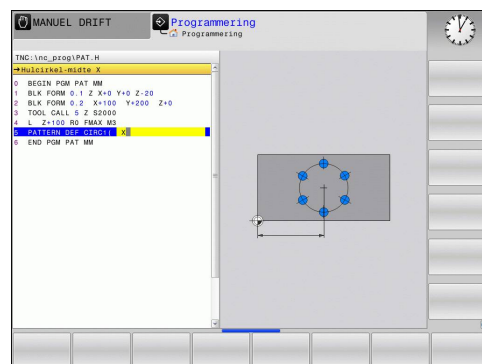 MANUEL DRIFT
Programmering
Programmering
TNC:\nc_prog\PAT.H
→Hulcirkel-midte X
0 BEGIN PGM PAT MM
1 BLK FORM 0.1 Z X+0 Y+0 Z-20
2 BLK FORM 0.2 X+100 Y+200 Z+0
3 TOOL CALL 5 Z S2000
4 L Z+100 R0 FMAX M3
5 PATTERN DEF CIRC1( X
6 END PGM PAT MM